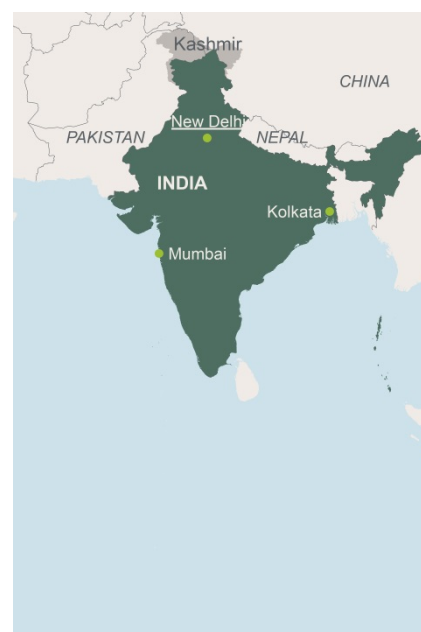 Kashmir
CHINA
New Delhi
PAKISTAN
NEPAL
INDIA
Kolkata
Mumbai